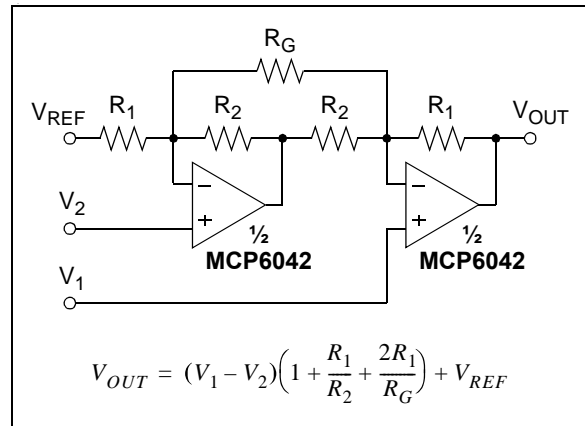 R_G
V_REF R_1 R_2 R_2 R_1 V_OUT
V_2
− −
+ +
½ ½
MCP6042 MCP6042
V_1
V_OUT = (V_1 – V_2)(1 + R_1/R_2 + 2R_1/R_G) + V_REF